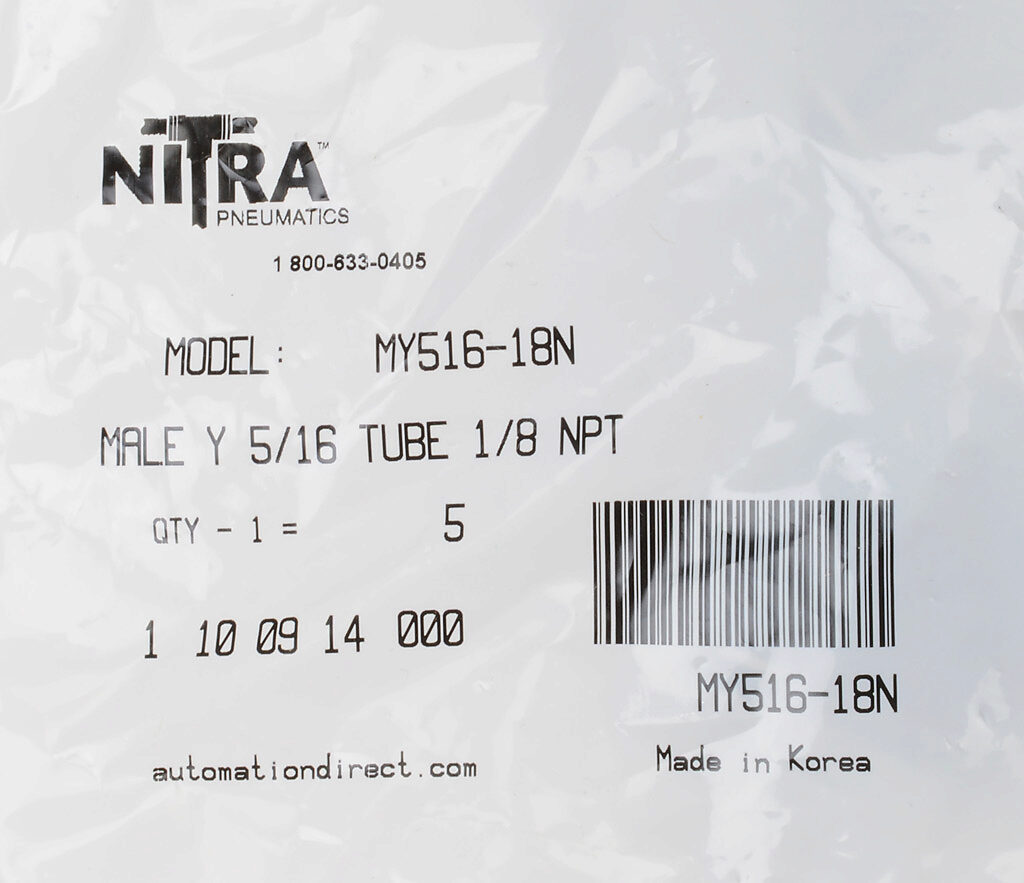 NITRA™
PNEUMATICS
1 800-633-0405
MODEL: MY516-18N
MALE Y 5/16 TUBE 1/8 NPT
QTY - 1 = 5
1 10 09 14 000
MY516-18N
automationdirect.com
Made in Korea